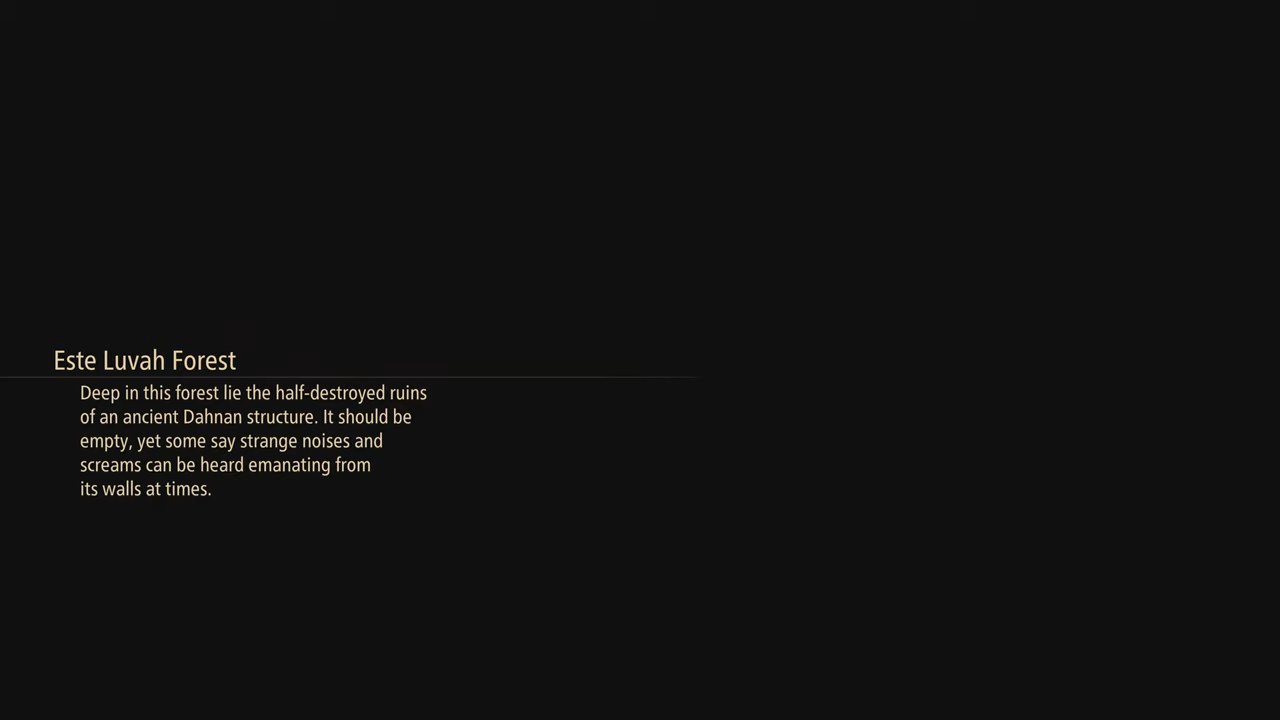 Este Luvah Forest
Deep in this forest lie the half-destroyed ruins
of an ancient Dahnan structure. It should be
empty, yet some say strange noises and
screams can be heard emanating from
its walls at times.